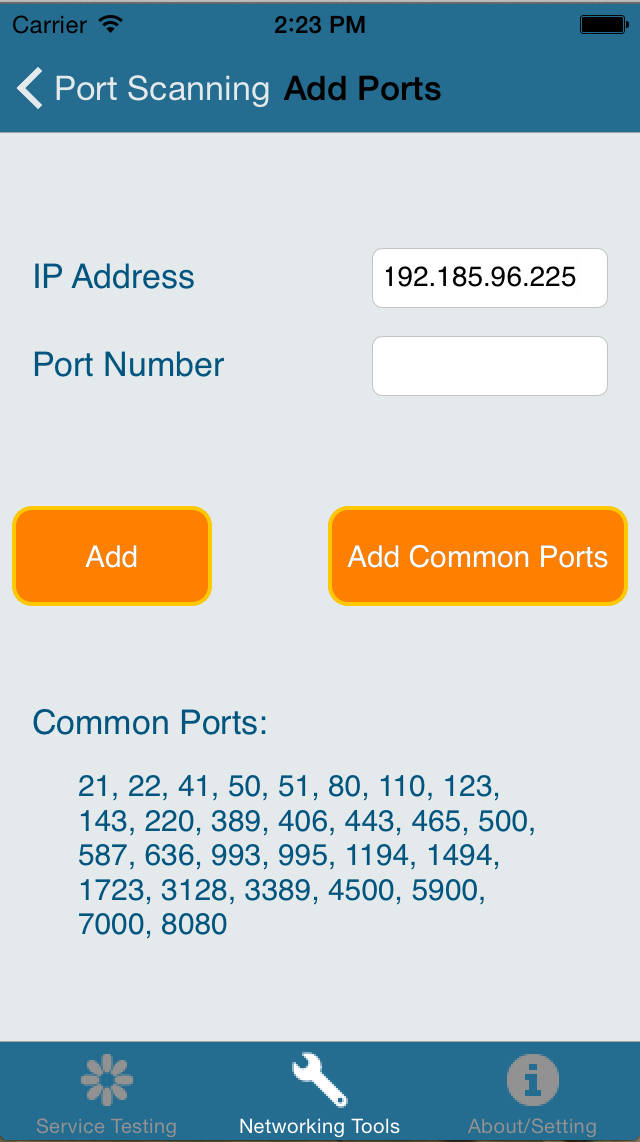 Carrier 2:23 PM
Port Scanning Add Ports
IP Address 192.185.96.225
Port Number
Add Add Common Ports
Common Ports:
21, 22, 41, 50, 51, 80, 110, 123,
143, 220, 389, 406, 443, 465, 500,
587, 636, 993, 995, 1194, 1494,
1723, 3128, 3389, 4500, 5900,
7000, 8080
Service Testing Networking Tools About/Setting